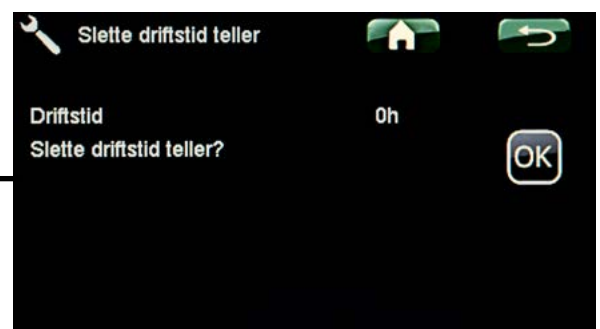 Slette driftstid teller
Driftstid 0h
Slette driftstid teller?
OK